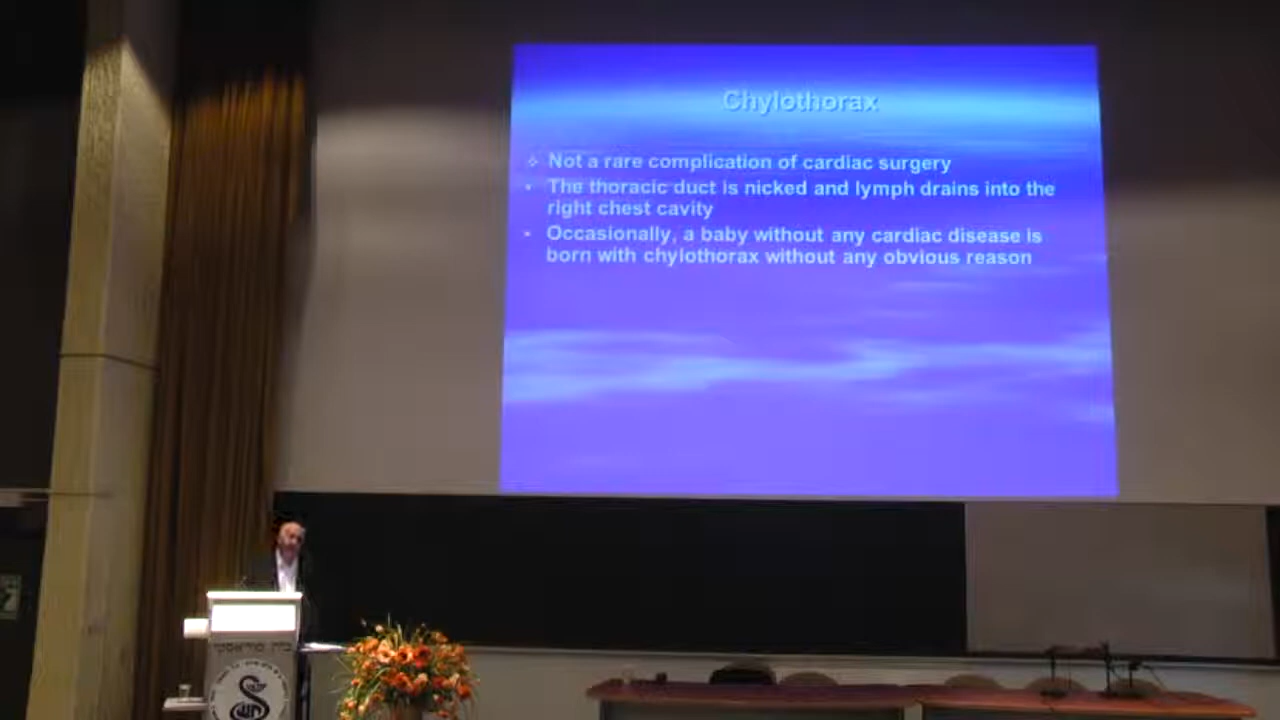 Chylothorax
Not a rare complication of cardiac surgery
The thoracic duct is nicked and lymph drains into the
right chest cavity
Occasionally, a baby without any cardiac disease is
born with chylothorax without any obvious reason